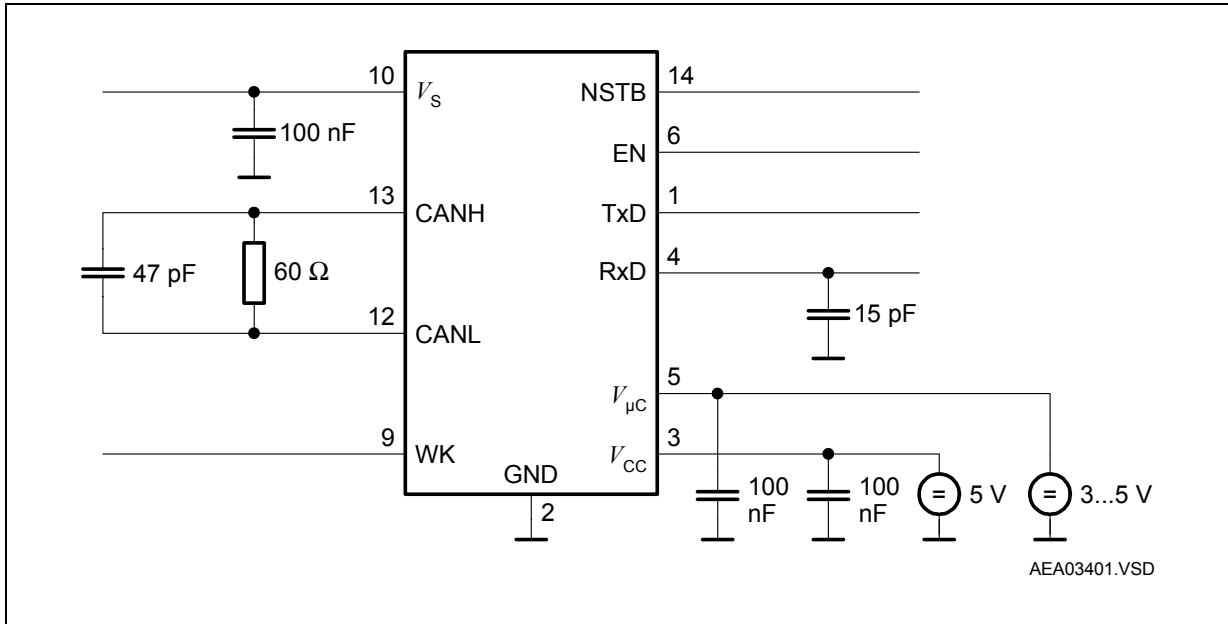 10
V_S
NSTB
14
100 nF
EN
6
13
CANH
TxD
1
47 pF
60 Ω
RxD
4
15 pF
12
CANL
V_µC
5
9
WK
V_CC
3
GND
2
100
nF
100
nF
=
5 V
=
3...5 V
AEA03401.VSD